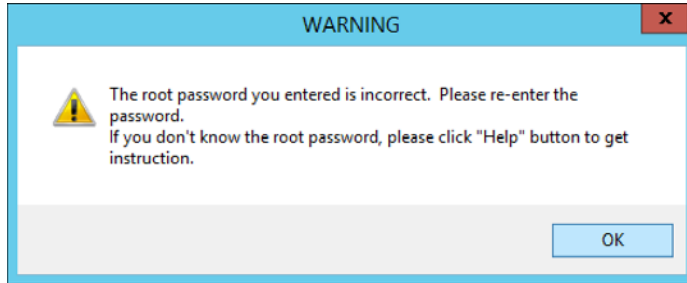 WARNING
x
The root password you entered is incorrect.  Please re-enter the
password.
If you don't know the root password, please click "Help" button to get
instruction.
OK